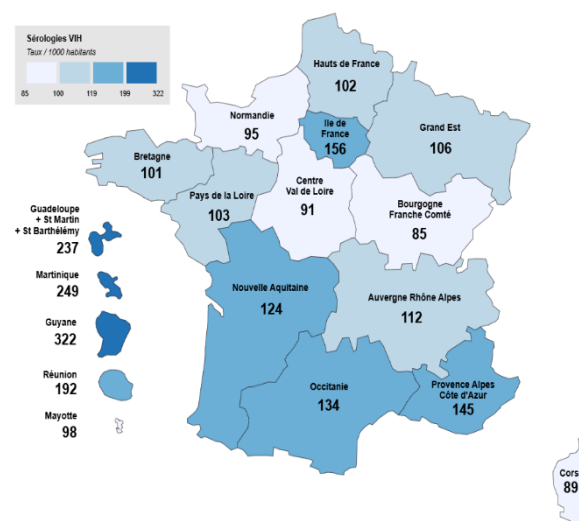 Sérologies VIH
Taux / 1000 habitants
85 100 119 199 322
Hauts de France
102
Normandie
95
Ile de
France
156
Grand Est
106
Bretagne
101
Pays de la Loire
103
Centre
Val de Loire
91
Bourgogne
Franche Comté
85
Guadeloupe
+ St Martin
+ St Barthélémy
237
Martinique
249
Guyane
322
Réunion
192
Mayotte
98
Nouvelle Aquitaine
124
Auvergne Rhône Alpes
112
Occitanie
134
Provence Alpes
Côte d'Azur
145
Cors
89